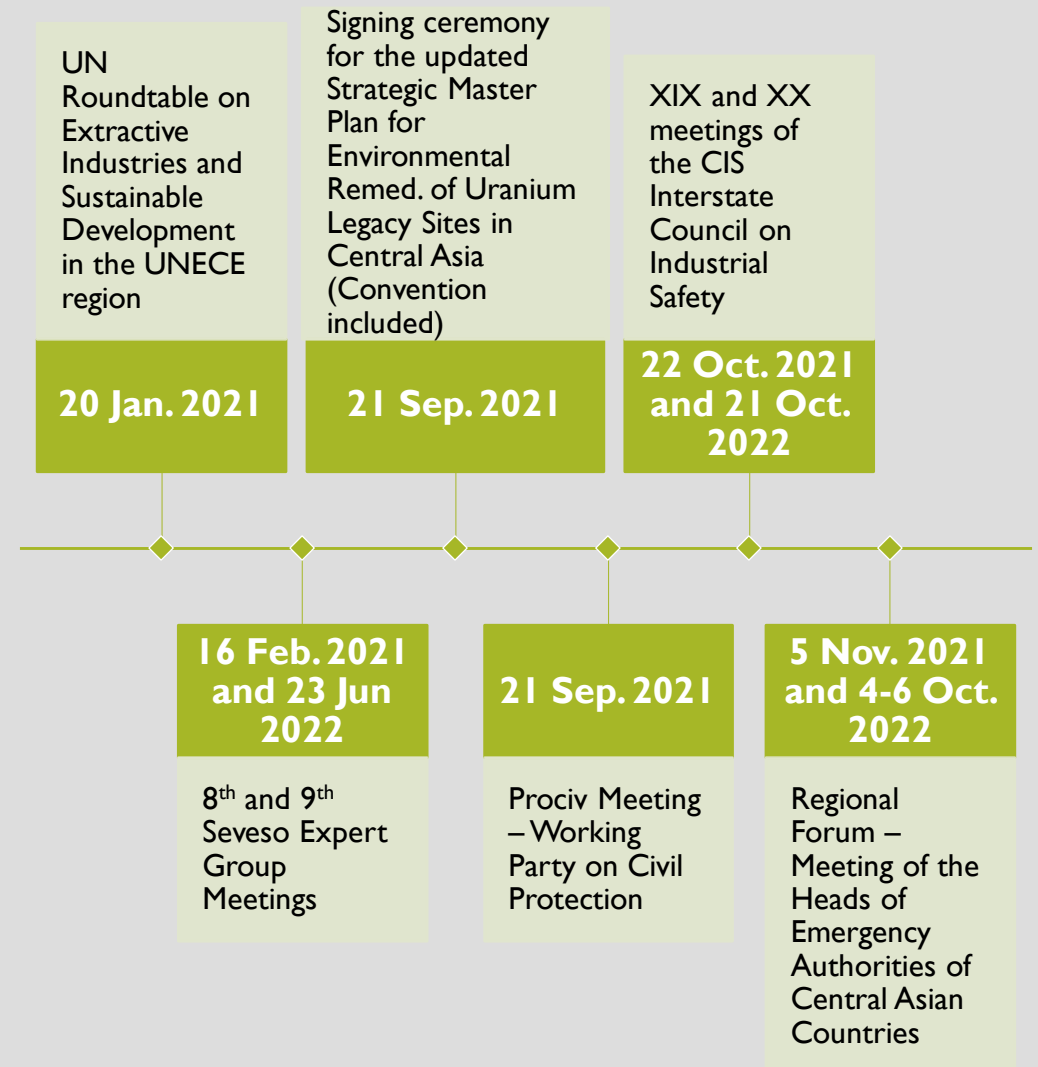 UN
Roundtable on
Extractive
Industries and
Sustainable
Development
in the UNECE
region
20 Jan. 2021
Signing ceremony
for the updated
Strategic Master
Plan for
Environmental
Remed. of Uranium
Legacy Sites in
Central Asia
(Convention
included)
21 Sep. 2021
XIX and XX
meetings of
the CIS
Interstate
Council on
Industrial
Safety
22 Oct. 2021
and 21 Oct.
2022
16 Feb. 2021
and 23 Jun
2022
8th and 9th
Seveso Expert
Group
Meetings
21 Sep. 2021
Prociv Meeting
– Working
Party on Civil
Protection
5 Nov. 2021
and 4-6 Oct.
2022
Regional
Forum –
Meeting of the
Heads of
Emergency
Authorities of
Central Asian
Countries